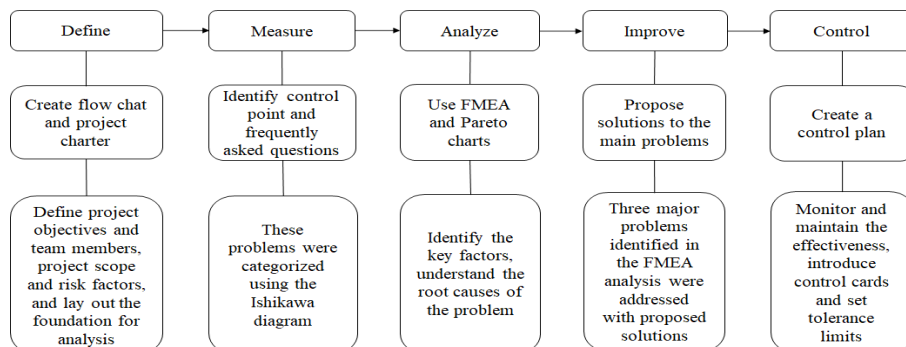 Define
Measure
Analyze
Improve
Control
Create flow chat
and project
charter
Identify control
point and
frequently
asked questions
Use FMEA
and Pareto
charts
Propose
solutions to the
main problems
Create a
control plan
Define project
objectives and
team members,
project scope
and risk factors,
and lay out the
foundation for
analysis
These
problems were
categorized
using the
Ishikawa
diagram
Identify the
key factors,
understand the
root causes of
the problem
Three major
problems
identified in
the FMEA
analysis were
addressed
with proposed
solutions
Monitor and
maintain the
effectiveness,
introduce
control cards
and set
tolerance
limits